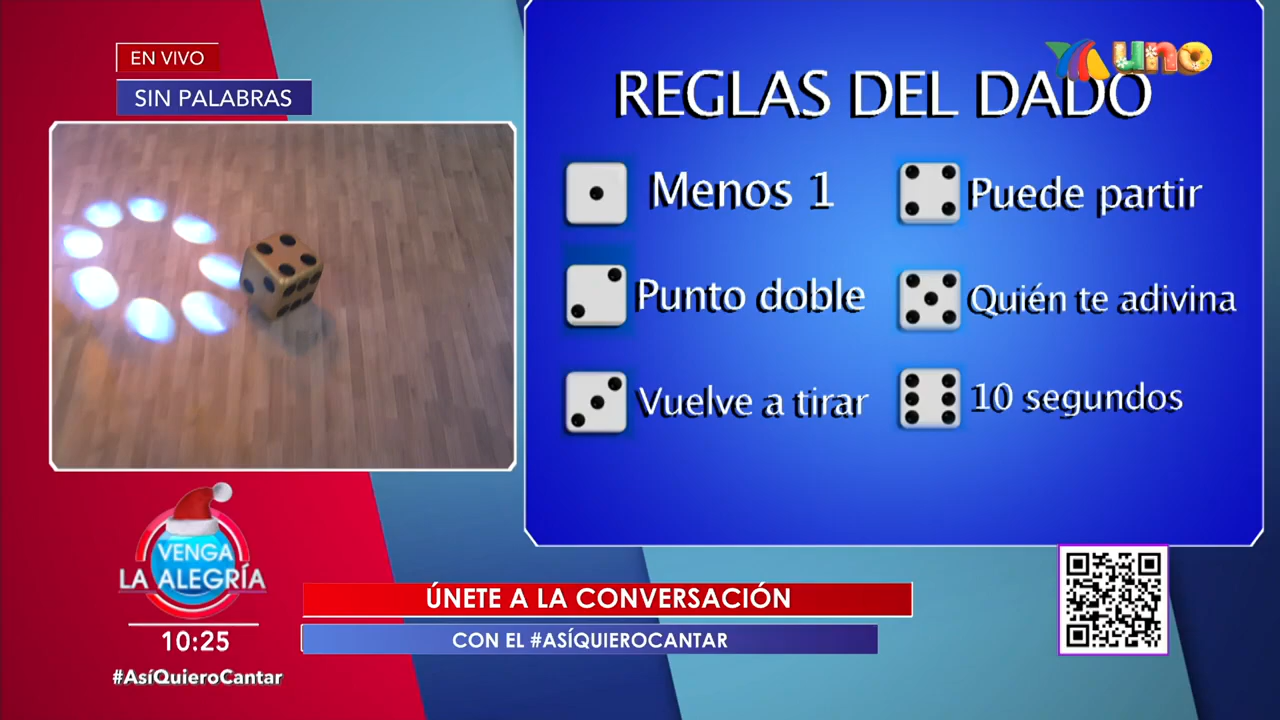 EN VIVO
SIN PALABRAS
uno
REGLAS DEL DADO
Menos 1
Puede partir
Punto doble
Quién te adivina
Vuelve a tirar
10 segundos
VENGA
LA ALEGRÍA
10:25
#AsíQuieroCantar
ÚNETE A LA CONVERSACIÓN
CON EL #ASÍQUIEROCANTAR